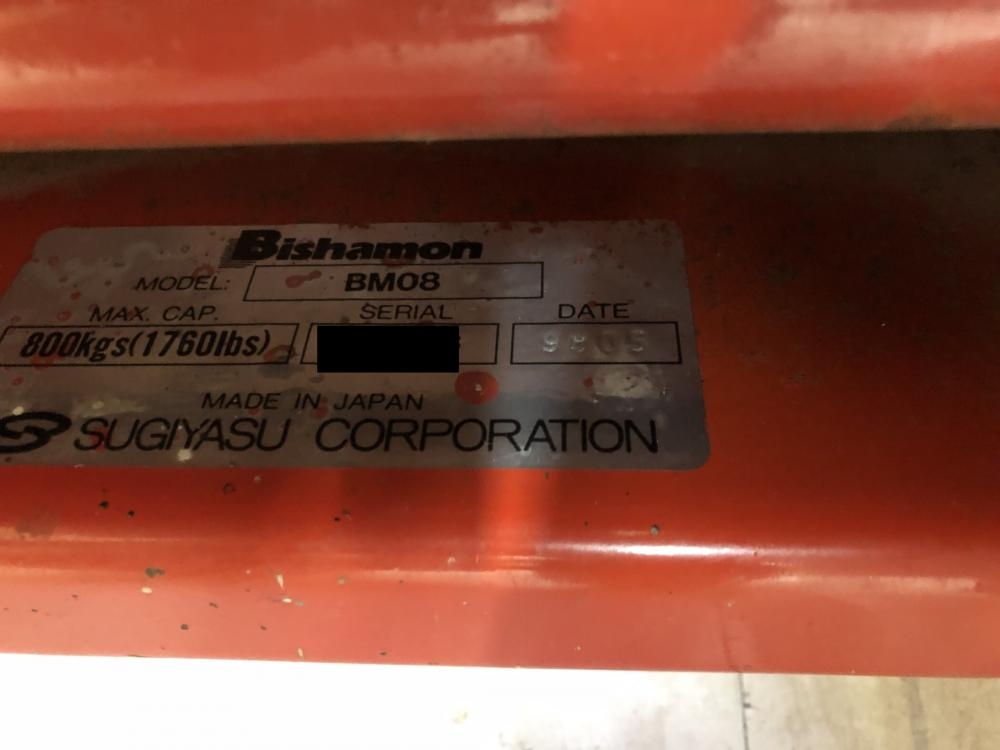 Bishamon
MODEL: BM08
MAX. CAP. SERIAL DATE
800kgs(1760lbs) 9805
MADE IN JAPAN
SUGIYASU CORPORATION